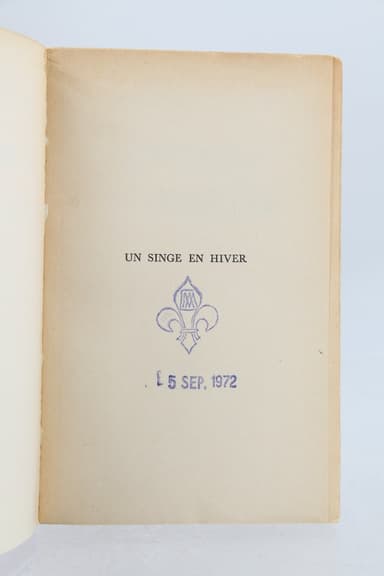 UN SINGE EN HIVER
5 SEP. 1972